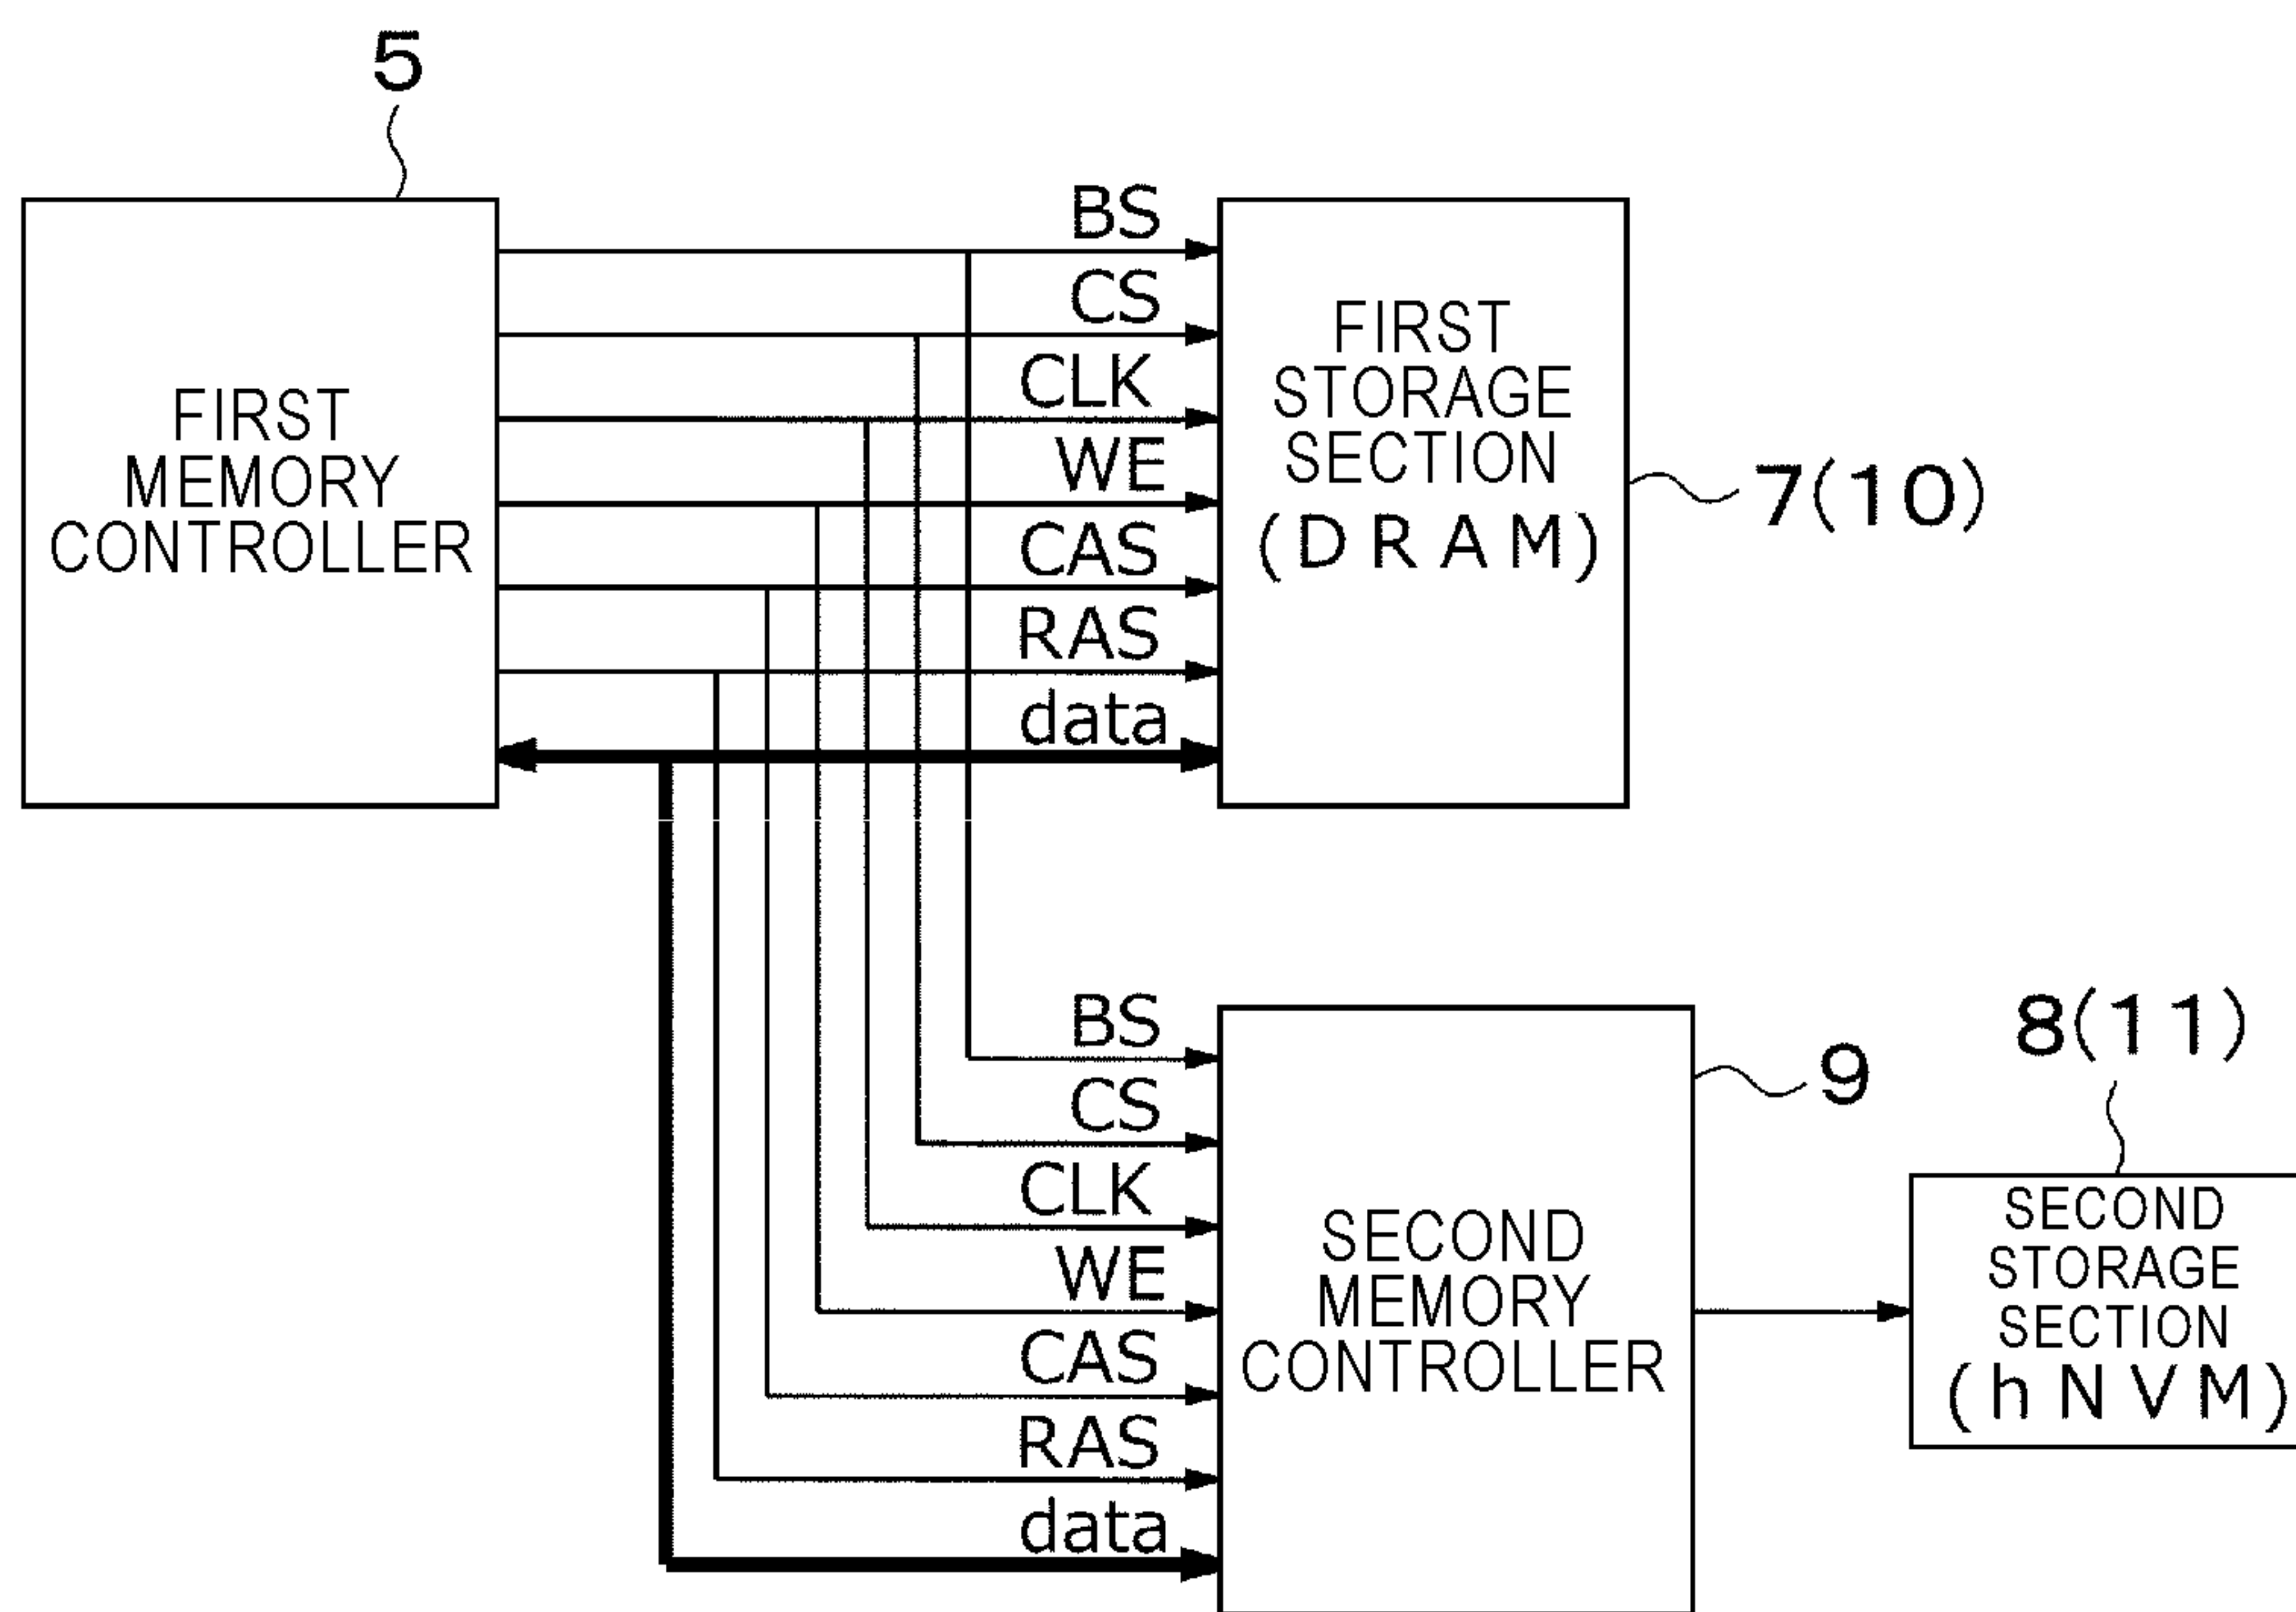 5
FIRST
MEMORY
CONTROLLER
BS
CS
CLK
WE
CAS
RAS
data
FIRST
STORAGE
SECTION
(DRAM)
7(10)
BS
CS
CLK
WE
CAS
RAS
data
SECOND
MEMORY
CONTROLLER
9
8(11)
SECOND
STORAGE
SECTION
(hNVM)